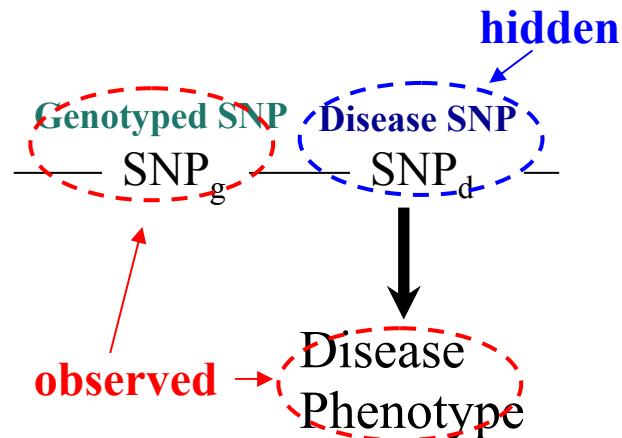 hidden
Genotyped SNP Disease SNP
SNPg SNPd
Disease
observed
Phenotype